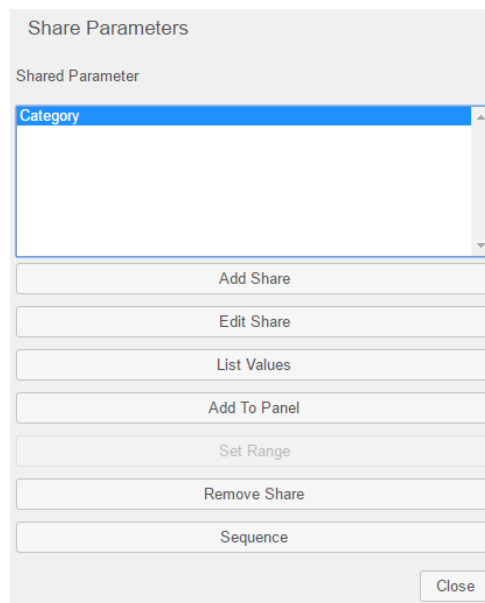 Share Parameters
Shared Parameter
Category
Add Share
Edit Share
List Values
Add To Panel
Set Range
Remove Share
Sequence
Close